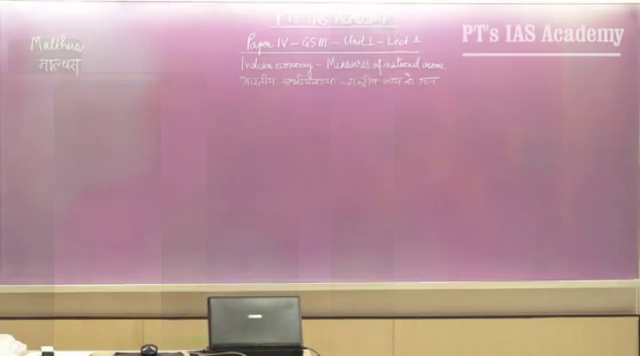 PT's IAS Academy
Paper IV - GS III - Unit 1 - Lect 1
Indian economy - Measures of national income
भारतीय अर्थव्यवस्था - राष्ट्रीय आय के माप
Malthus
माल्थस
PT's IAS Academy